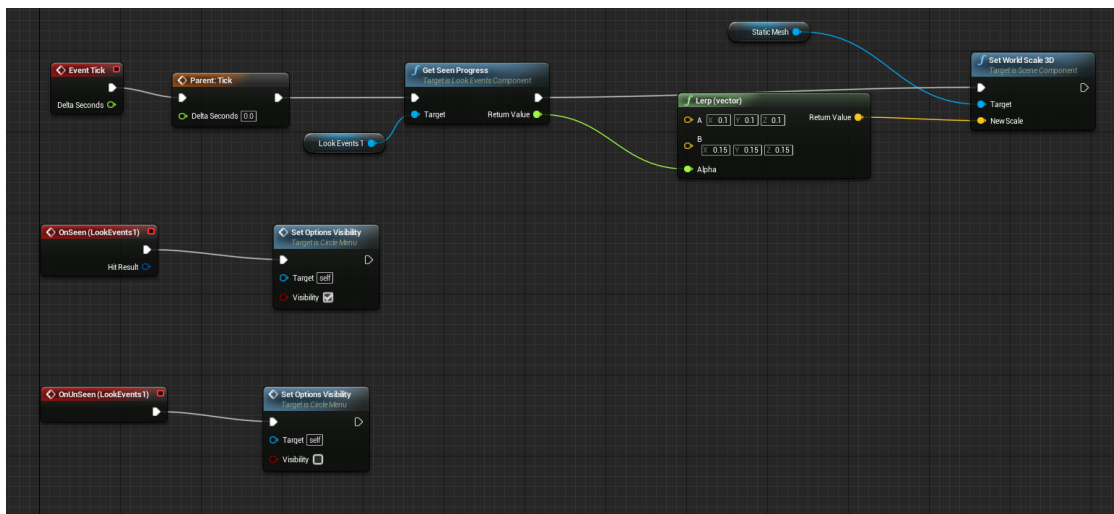 Static Mesh
Event Tick
Delta Seconds
Parent: Tick
Delta Seconds 0.0
Get Seen Progress
Target is Look Events Component
Target Return Value
Look Events 1
Lerp (vector)
A X 0.1 Y 0.1 Z 0.1 Return Value
B
X 0.15 Y 0.15 Z 0.15
Alpha
Set World Scale 3D
Target is Scene Component
Target
New Scale
OnSeen (LookEvents1)
Hit Result
Set Options Visibility
Target is Circle Menu
Target self
Visibility
OnUnSeen (LookEvents1)
Set Options Visibility
Target is Circle Menu
Target self
Visibility